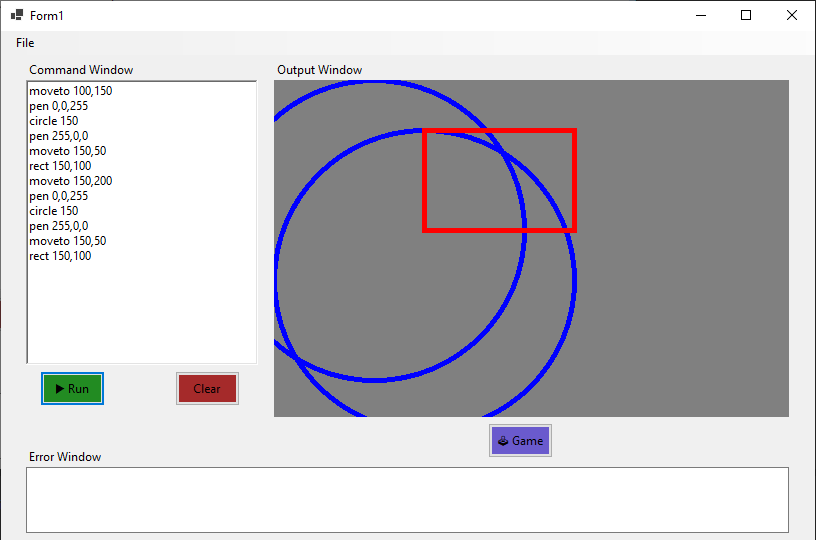 Form1
File
Command Window
Output Window
moveto 100,150
pen 0,0,255
circle 150
pen 255,0,0
moveto 150,50
rect 150,100
moveto 150,200
pen 0,0,255
circle 150
pen 255,0,0
moveto 150,50
rect 150,100
Run
Clear
Game
Error Window